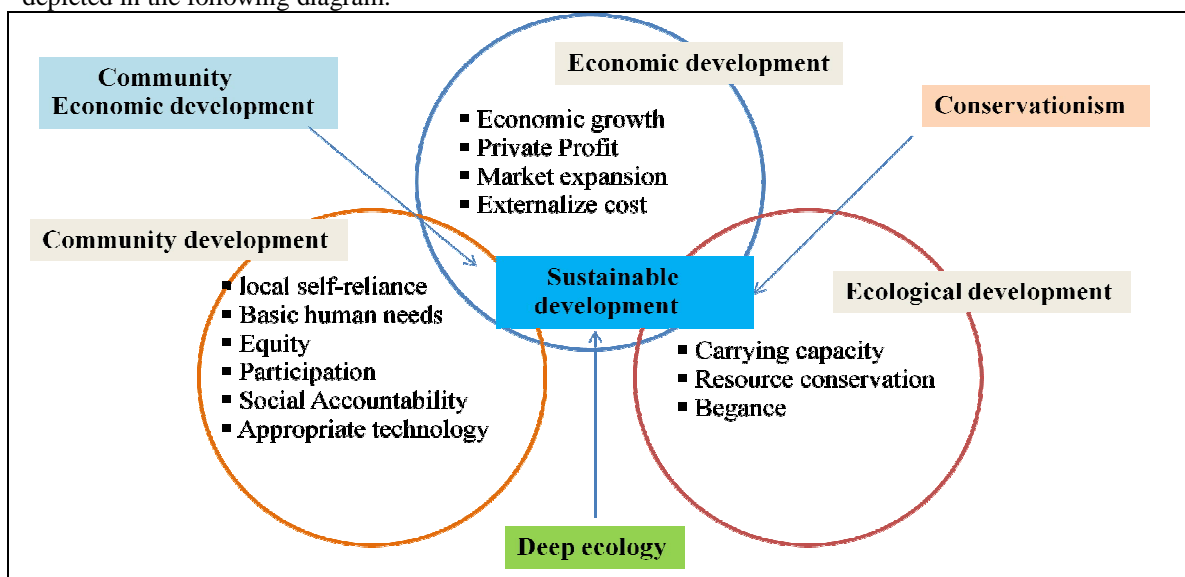 depicted in the following diagram.
Community
Economic development
Economic development
Conservationism
▪ Economic growth
▪ Private Profit
▪ Market expansion
▪ Externalize cost
Community development
▪ local self-reliance
▪ Basic human needs
▪ Equity
▪ Participation
▪ Social Accountability
▪ Appropriate technology
Sustainable
development
Ecological development
▪ Carrying capacity
▪ Resource conservation
▪ Begance
Deep ecology